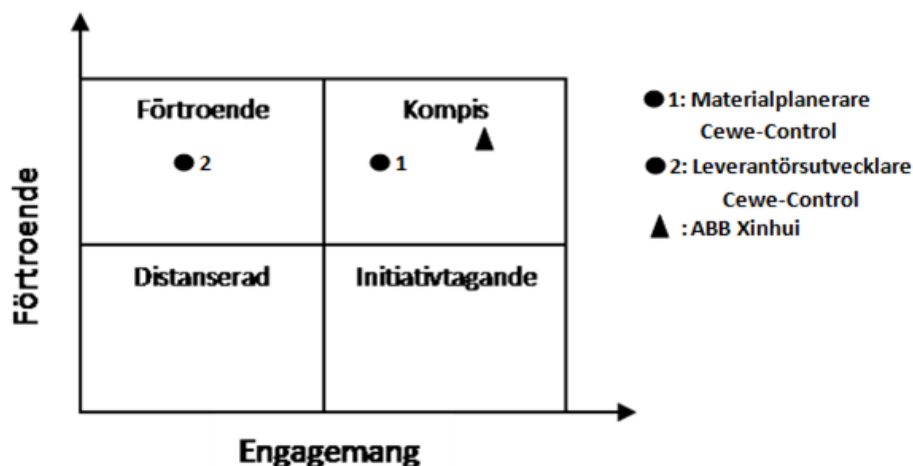 Förtroende
Förtroende
Kompis
2
1
Distanserad
Initiativtagande
Engagemang
1: Materialplanerare
Cewe-Control
2: Leverantörsutvecklare
Cewe-Control
: ABB Xinhui